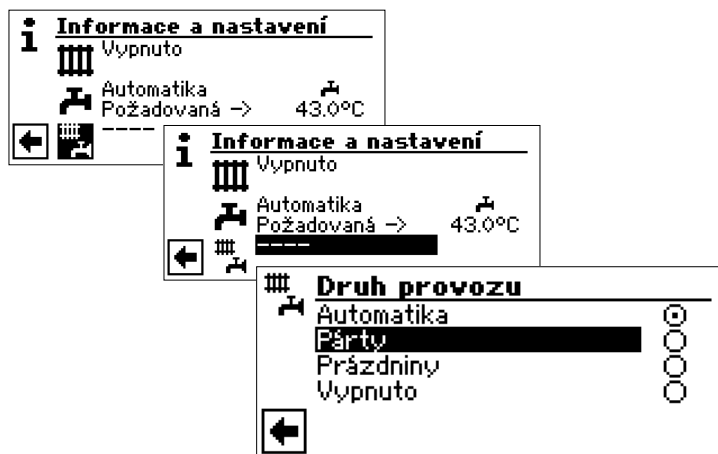 i Informace a nastavení
Vypnuto
Automatika
Požadovaná -> 43.0°C
----
i Informace a nastavení
Vypnuto
Automatika
Požadovaná -> 43.0°C
----
Druh provozu
Automatika
Párty
Prázdniny
Vypnuto